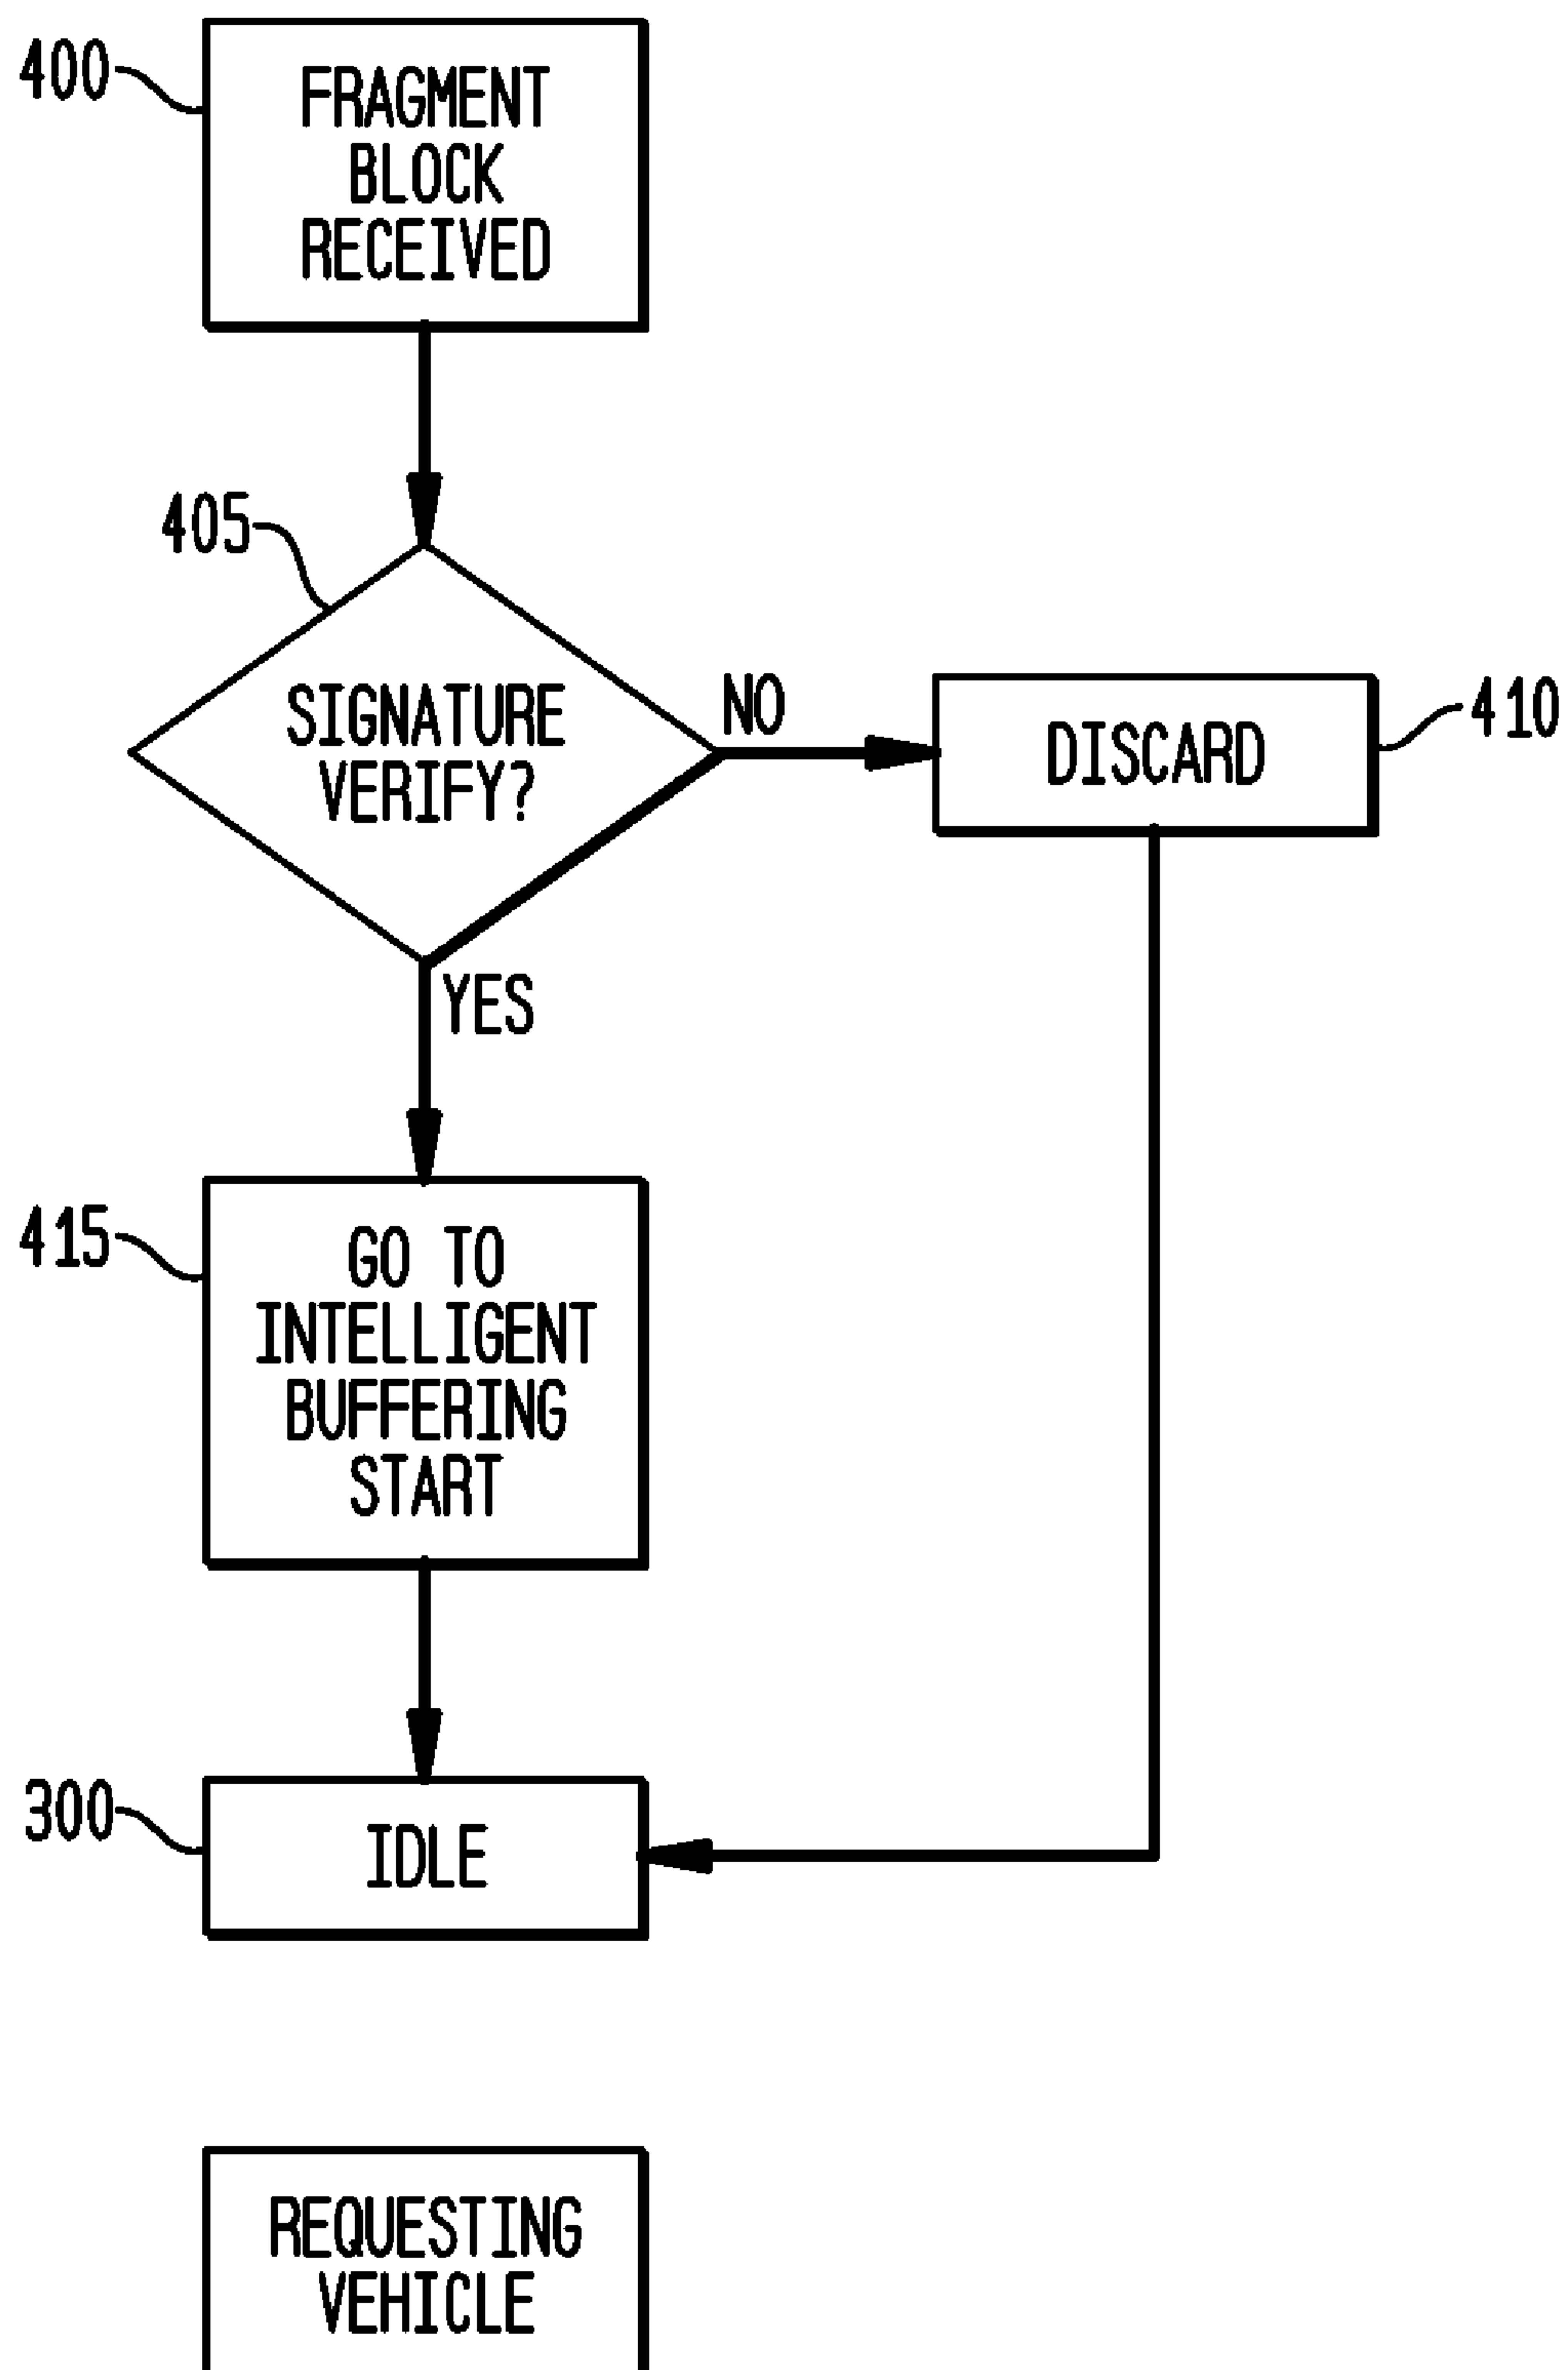 400
FRAGMENT
BLOCK
RECEIVED
405
SIGNATURE
VERIFY?
NO
DISCARD
410
YES
415
GO TO
INTELLIGENT
BUFFERING
START
300
IDLE
REQUESTING
VEHICLE